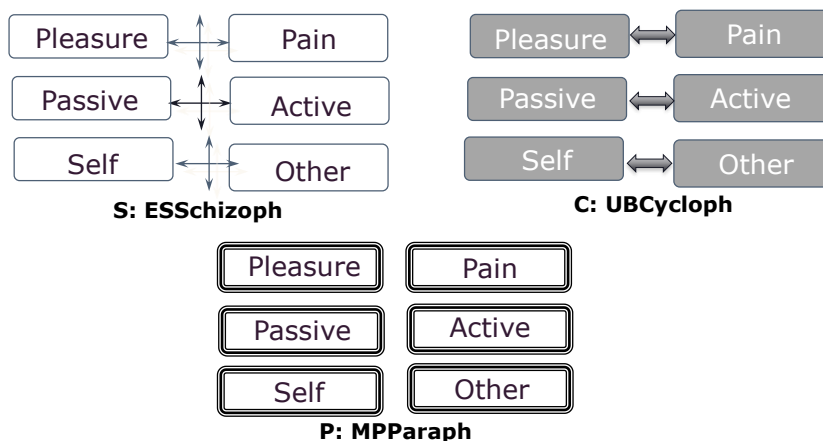 Pleasure Pain
Passive Active
Self Other
S: ESSchizoph
Pleasure Pain
Passive Active
Self Other
C: UBCycloph
Pleasure Pain
Passive Active
Self Other
P: MPParaph